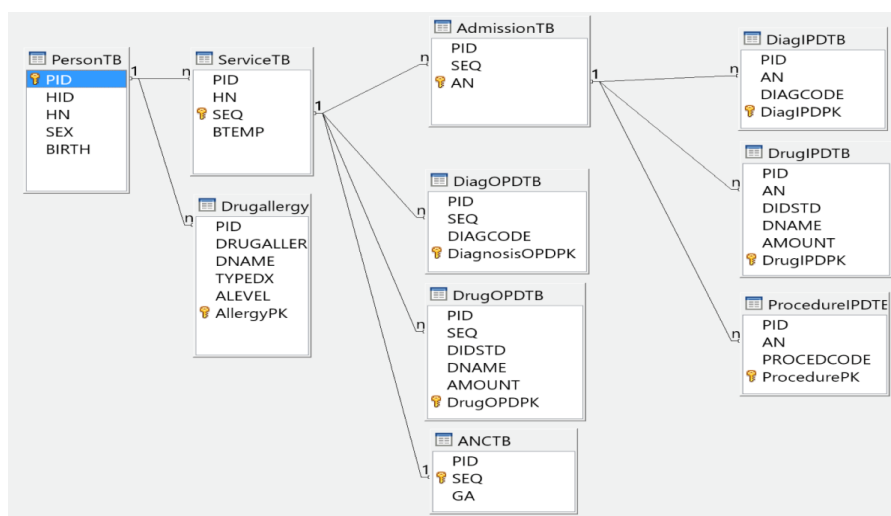 PersonTB
PID
HID
HN
SEX
BIRTH
1
n
n
ServiceTB
PID
HN
SEQ
BTEMP
1
Drugallergy
PID
DRUGALLER
DNAME
TYPEDX
ALEVEL
AllergyPK
n
AdmissionTB
PID
SEQ
AN
1
n
DiagOPDTB
PID
SEQ
DIAGCODE
DiagnosisOPDPK
n
DrugOPDTB
PID
SEQ
DIDSTD
DNAME
AMOUNT
DrugOPDPK
1
ANCTB
PID
SEQ
GA
n
DiagIPDTB
PID
AN
DIAGCODE
DiagIPDPK
n
DrugIPDTB
PID
AN
DIDSTD
DNAME
AMOUNT
DrugIPDPK
n
ProcedureIPDTE
PID
AN
PROCEDCODE
ProcedurePK